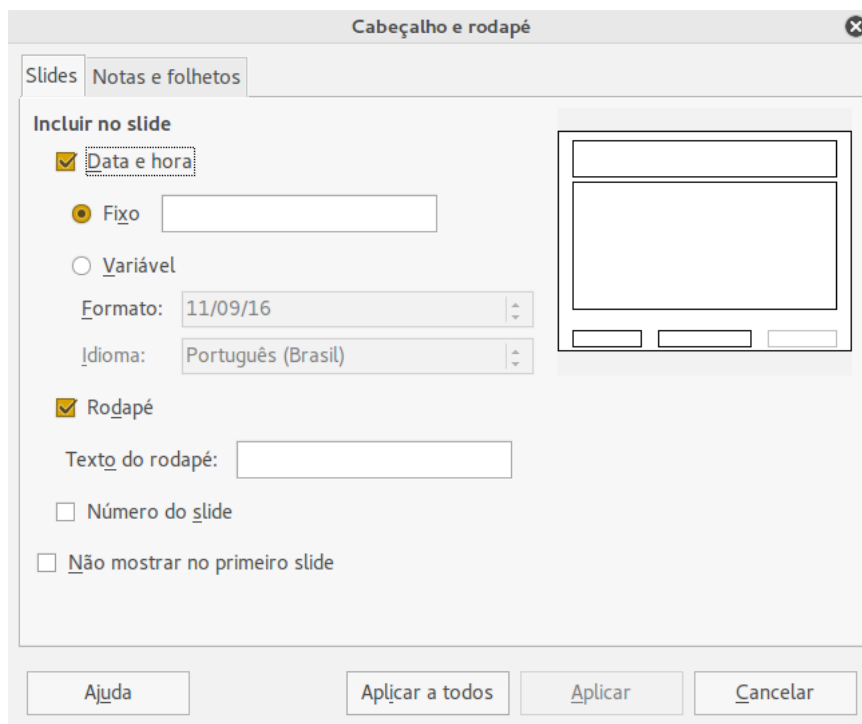 Cabeçalho e rodapé
Slides Notas e folhetos
Incluir no slide
Data e hora
Fixo
Variável
Formato: 11/09/16
Idioma: Português (Brasil)
Rodapé
Texto do rodapé:
Número do slide
Não mostrar no primeiro slide
Ajuda Aplicar a todos Aplicar Cancelar